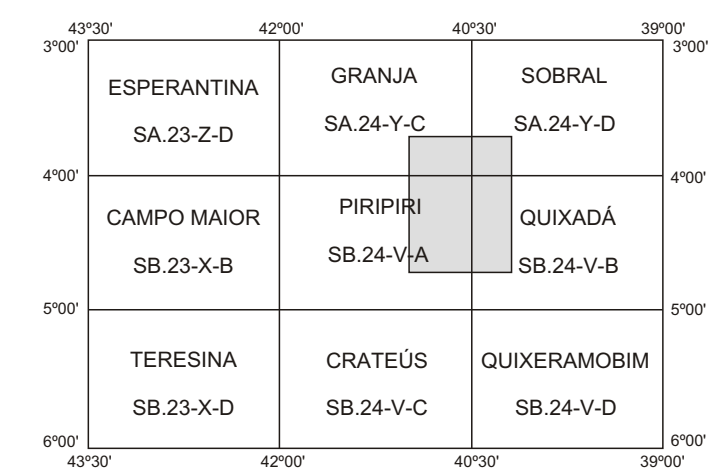 43º30' 42º00' 40º30' 39º00'
3º00' 3º00'
ESPERANTINA GRANJA SOBRAL
SA.23-Z-D SA.24-Y-C SA.24-Y-D
4º00' 4º00'
CAMPO MAIOR PIRIPIRI QUIXADÁ
SB.23-X-B SB.24-V-A SB.24-V-B
5º00' 5º00'
TERESINA CRATEÚS QUIXERAMOBIM
SB.23-X-D SB.24-V-C SB.24-V-D
6º00' 6º00'
43º30' 42º00' 40º30' 39º00'